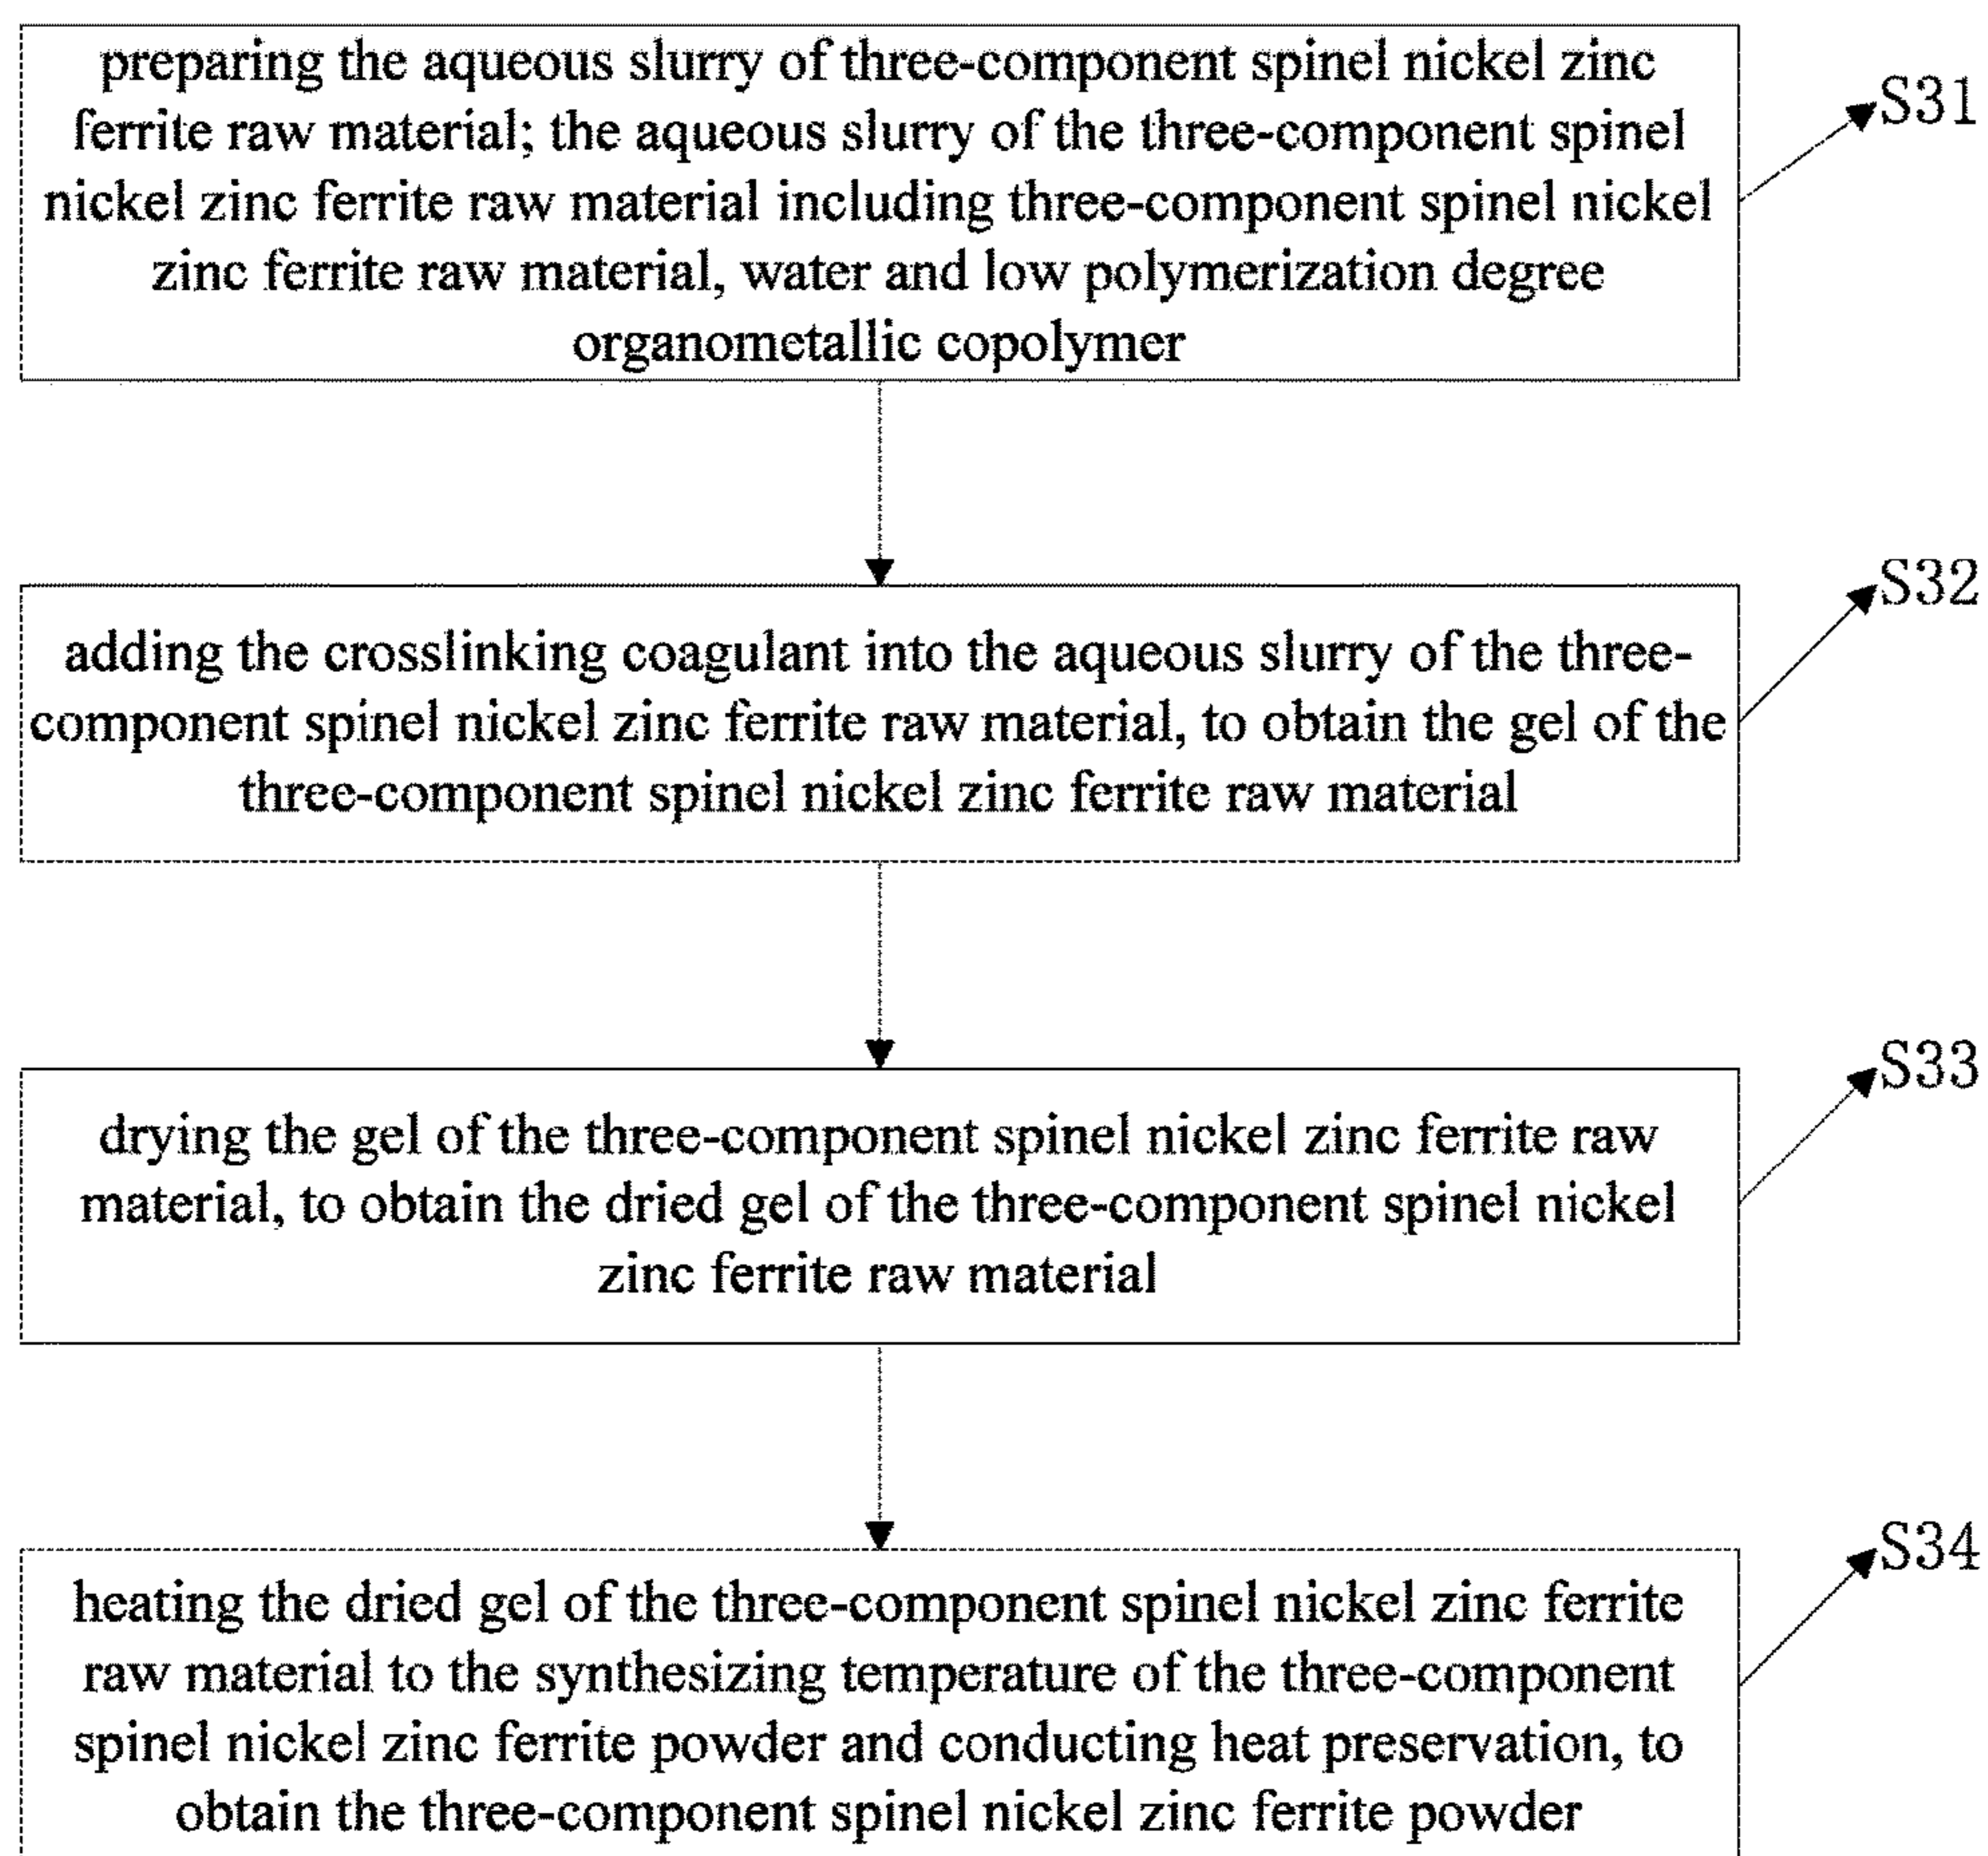 preparing the aqueous slurry of three-component spinel nickel zinc
ferrite raw material; the aqueous slurry of the three-component spinel
nickel zinc ferrite raw material including three-component spinel nickel
zinc ferrite raw material, water and low polymerization degree
organometallic copolymer
S31
adding the crosslinking coagulant into the aqueous slurry of the three-
component spinel nickel zinc ferrite raw material, to obtain the gel of the
three-component spinel nickel zinc ferrite raw material
S32
drying the gel of the three-component spinel nickel zinc ferrite raw
material, to obtain the dried gel of the three-component spinel nickel
zinc ferrite raw material
S33
heating the dried gel of the three-component spinel nickel zinc ferrite
raw material to the synthesizing temperature of the three-component
spinel nickel zinc ferrite powder and conducting heat preservation, to
obtain the three-component spinel nickel zinc ferrite powder
S34